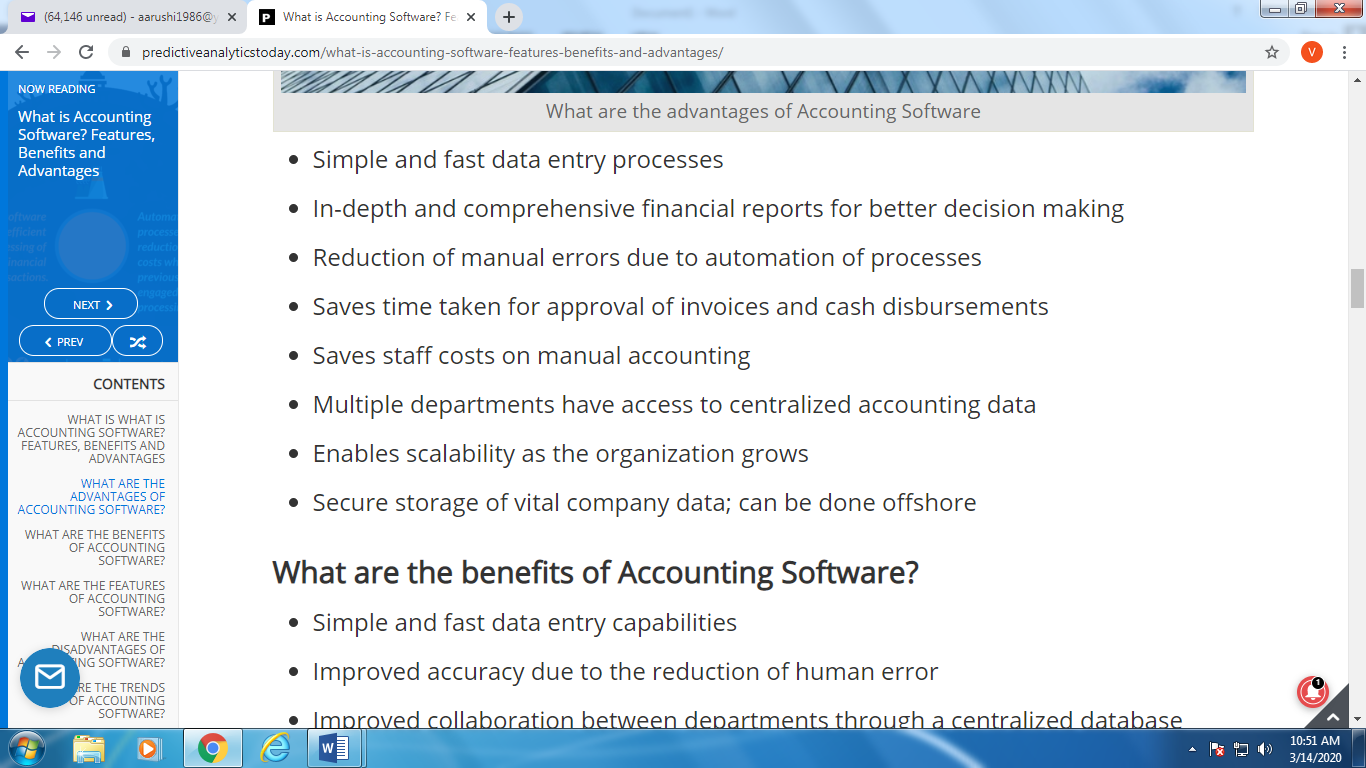 (64,146 unread) - aarushi1986@y
What is Accounting Software? Fe
predictiveanalyticstoday.com/what-is-accounting-software-features-benefits-and-advantages/
V
NOW READING
What is Accounting
Software? Features,
Benefits and
Advantages
NEXT
PREV
CONTENTS
WHAT IS WHAT IS
ACCOUNTING SOFTWARE?
FEATURES, BENEFITS AND
ADVANTAGES
WHAT ARE THE
ADVANTAGES OF
ACCOUNTING SOFTWARE?
WHAT ARE THE BENEFITS
OF ACCOUNTING
SOFTWARE?
WHAT ARE THE FEATURES
OF ACCOUNTING
SOFTWARE?
WHAT ARE THE
DISADVANTAGES OF
SOFTWARE?
THE TRENDS
OF ACCOUNTING
SOFTWARE?
What are the advantages of Accounting Software
• Simple and fast data entry processes
• In-depth and comprehensive financial reports for better decision making
• Reduction of manual errors due to automation of processes
• Saves time taken for approval of invoices and cash disbursements
• Saves staff costs on manual accounting
• Multiple departments have access to centralized accounting data
• Enables scalability as the organization grows
• Secure storage of vital company data; can be done offshore
What are the benefits of Accounting Software?
• Simple and fast data entry capabilities
• Improved accuracy due to the reduction of human error
• Improved collaboration between departments through a centralized database
1
10:51 AM
3/14/2020